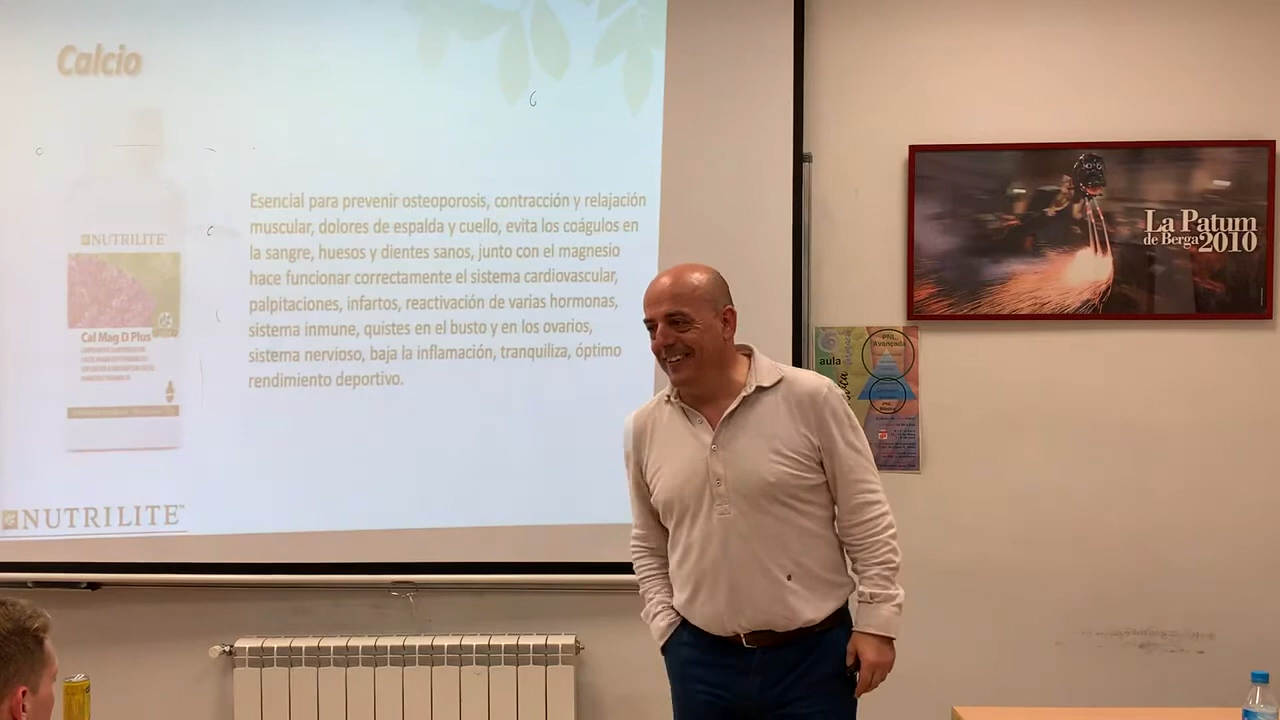 Calcio
Esencial para prevenir osteoporosis, contracción y relajación
muscular, dolores de espalda y cuello, evita los coágulos en
la sangre, huesos y dientes sanos, junto con el magnesio
hace funcionar correctamente el sistema cardiovascular,
palpitaciones, infartos, reactivación de varias hormonas,
sistema inmune, quistes en el busto y en los ovarios,
sistema nervioso, baja la inflamación, tranquiliza, óptimo
rendimiento deportivo.
NUTRILITE
Cal Mag D Plus
NUTRILITE™
La Patum
de Berga 2010
aula
PNL
Avançada
PNL